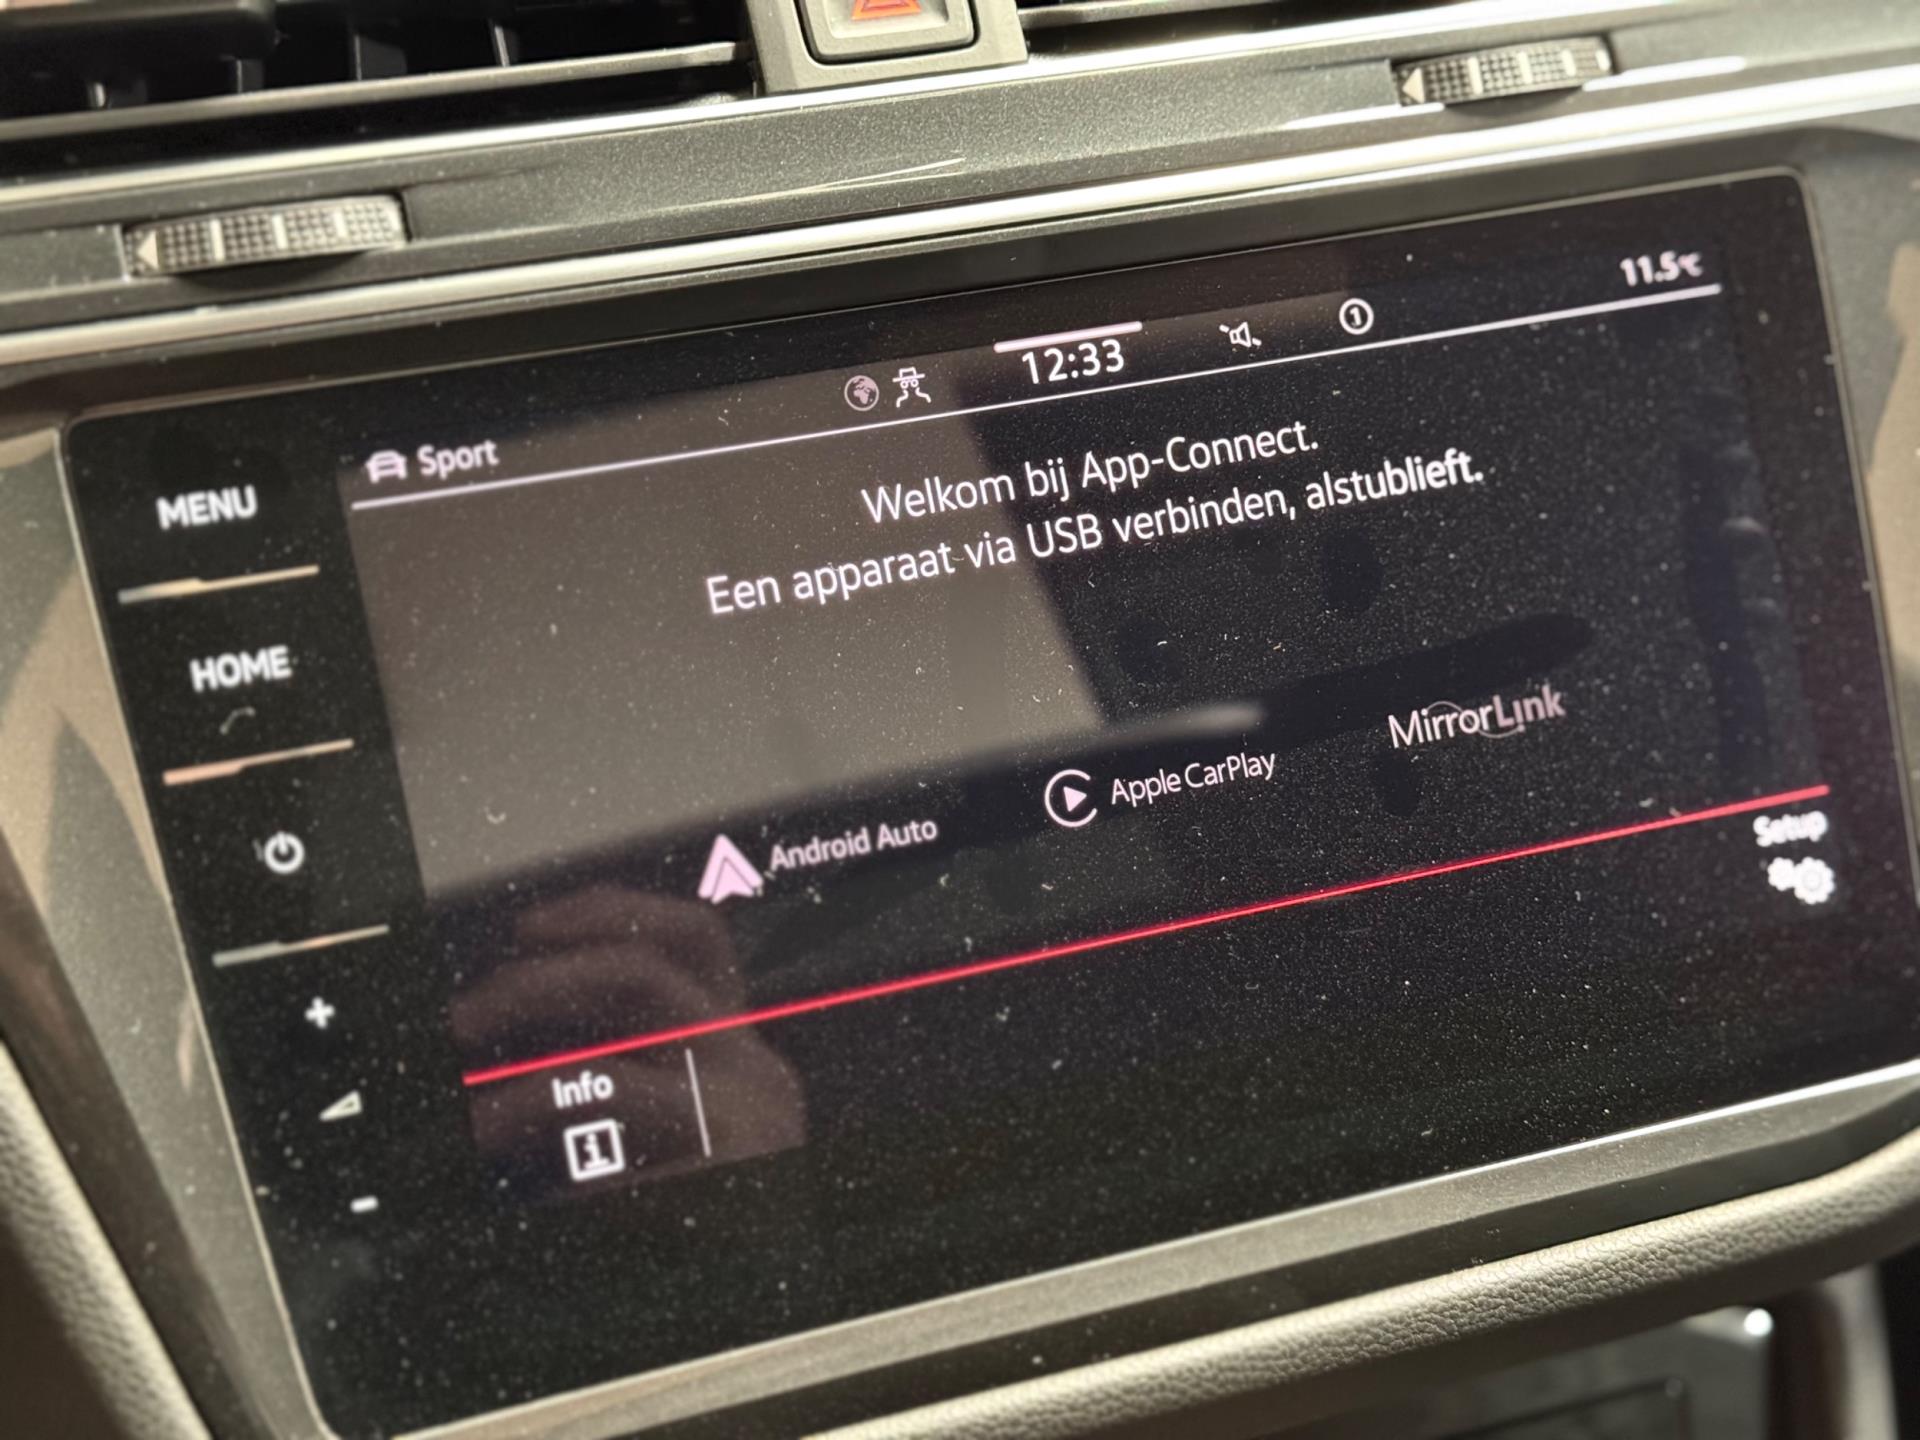 11.5°C
12:33
1
Sport
MENU
Welkom bij App-Connect.
Een apparaat via USB verbinden, alstublieft.
HOME
Android Auto
Apple CarPlay
MirrorLink
Setup
+
Info
i
-